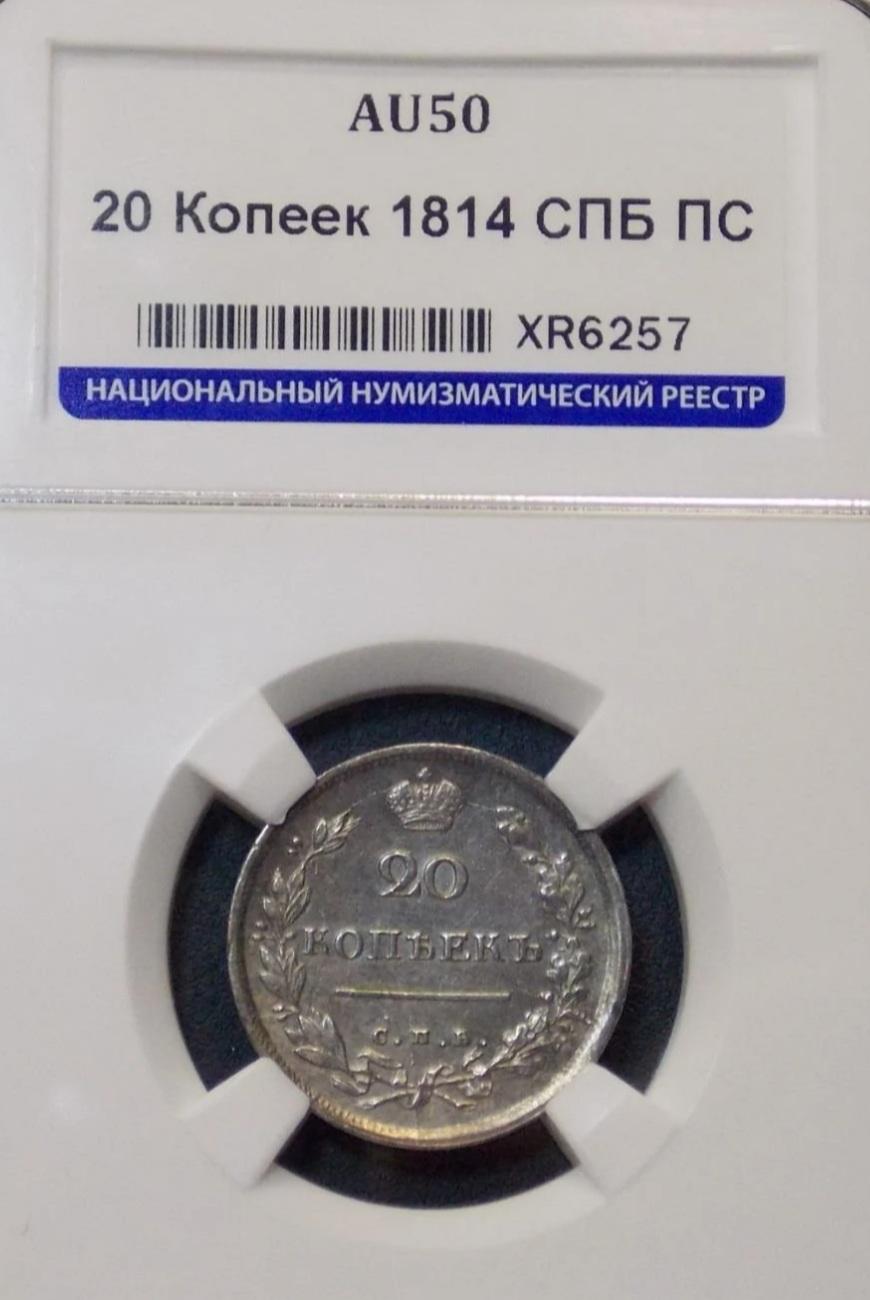 AU50
20 Копеек 1814 СПБ ПС
XR6257
НАЦИОНАЛЬНЫЙ НУМИЗМАТИЧЕСКИЙ РЕЕСТР
20
КОПѢЕКЪ
С.П.Б.